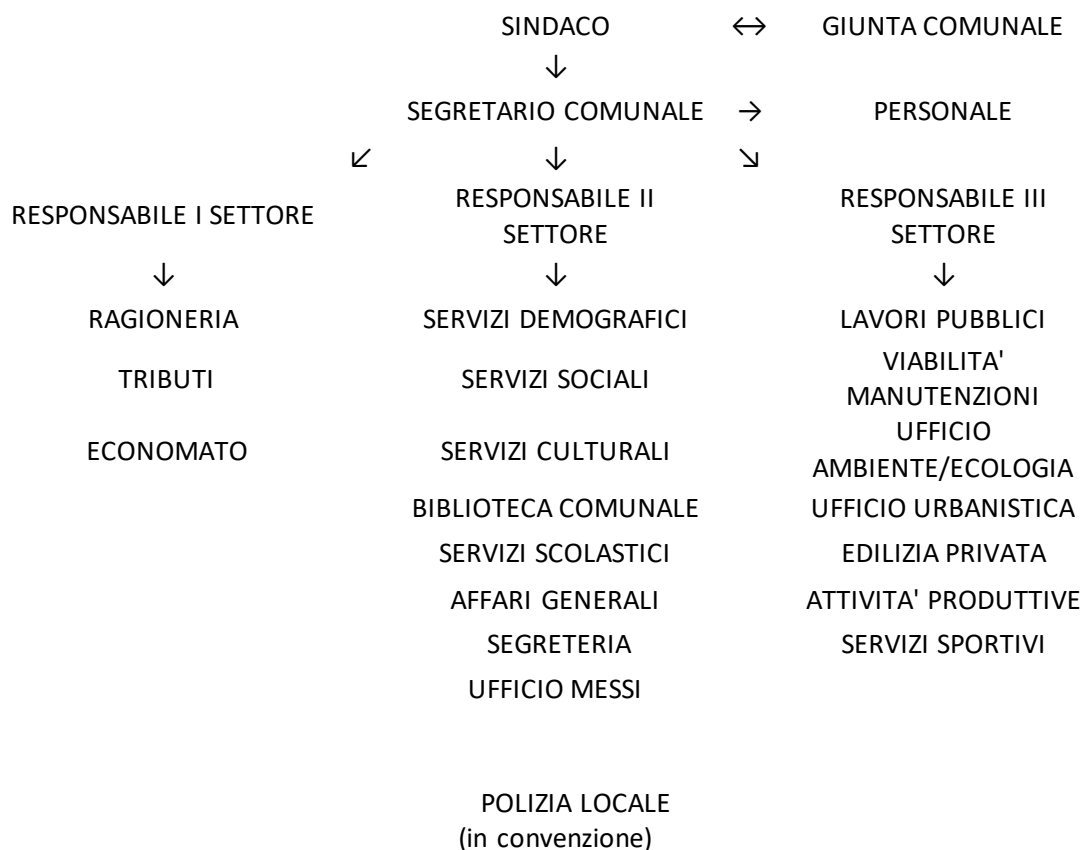 SINDACO ↔ GIUNTA COMUNALE
↓
SEGRETARIO COMUNALE → PERSONALE
↙ ↓ ↘
RESPONSABILE I SETTORE RESPONSABILE II SETTORE RESPONSABILE III SETTORE
↓ ↓ ↓
RAGIONERIA SERVIZI DEMOGRAFICI LAVORI PUBBLICI
TRIBUTI SERVIZI SOCIALI VIABILITA' MANUTENZIONI
ECONOMATO SERVIZI CULTURALI UFFICIO AMBIENTE/ECOLOGIA
BIBLIOTECA COMUNALE UFFICIO URBANISTICA
SERVIZI SCOLASTICI EDILIZIA PRIVATA
AFFARI GENERALI ATTIVITA' PRODUTTIVE
SEGRETERIA SERVIZI SPORTIVI
UFFICIO MESSI
POLIZIA LOCALE
(in convenzione)